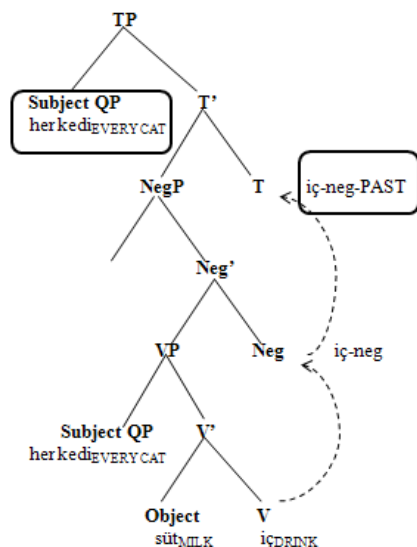 TP
Subject QP
T’
herkediEVERYCAT
NegP
T
iç-neg-PAST
Neg’
VP
Neg
iç-neg
Subject QP
V’
herkediEVERYCAT
Object
V
sütMILK
içDRINK